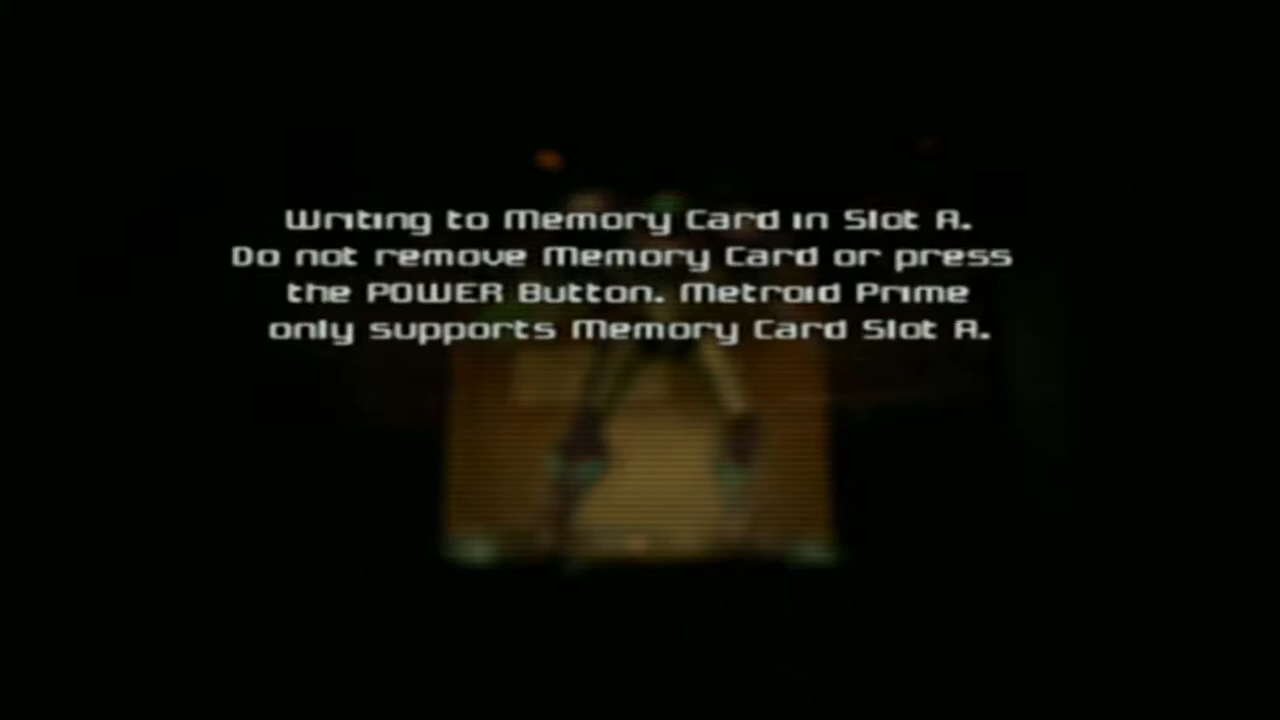 Writing to Memory Card in Slot A.
Do not remove Memory Card or press
the POWER Button. Metroid Prime
only supports Memory Card Slot A.